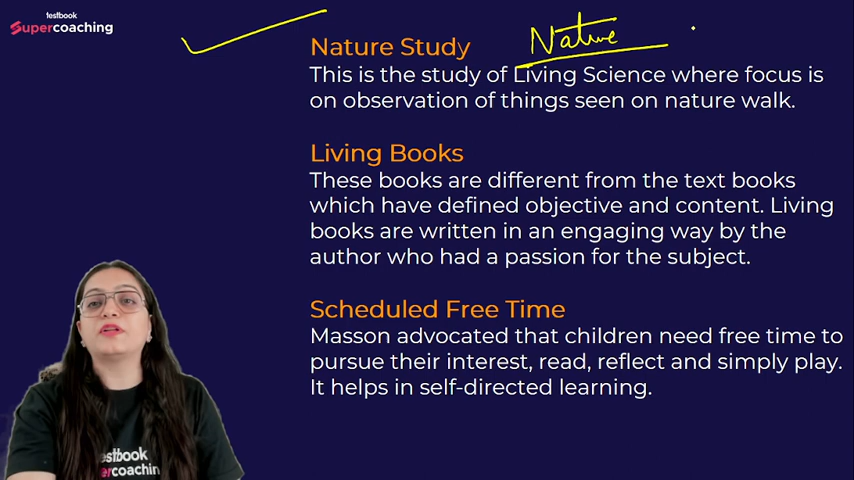 testbook
Supercoaching
Nature
Nature Study
This is the study of Living Science where focus is
on observation of things seen on nature walk.
Living Books
These books are different from the text books
which have defined objective and content. Living
books are written in an engaging way by the
author who had a passion for the subject.
Scheduled Free Time
Masson advocated that children need free time to
pursue their interest, read, reflect and simply play.
It helps in self-directed learning.
estbook
percoaching